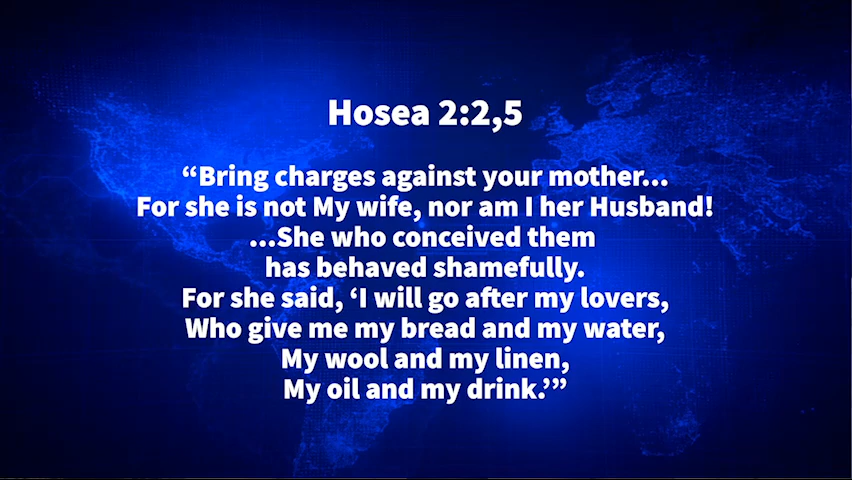 Hosea 2:2,5
“Bring charges against your mother...
For she is not My wife, nor am I her Husband!
...She who conceived them
has behaved shamefully.
For she said, ‘I will go after my lovers,
Who give me my bread and my water,
My wool and my linen,
My oil and my drink.’”